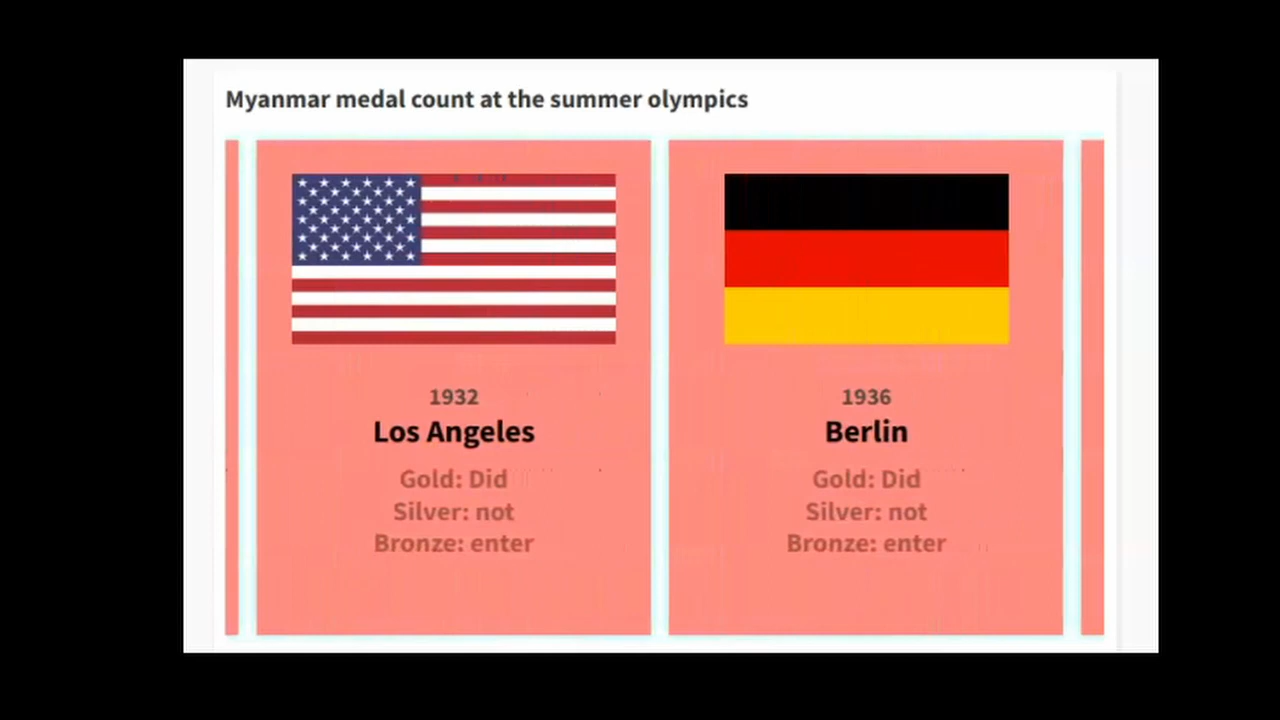 Myanmar medal count at the summer olympics
1932
Los Angeles
Gold: Did
Silver: not
Bronze: enter
1936
Berlin
Gold: Did
Silver: not
Bronze: enter